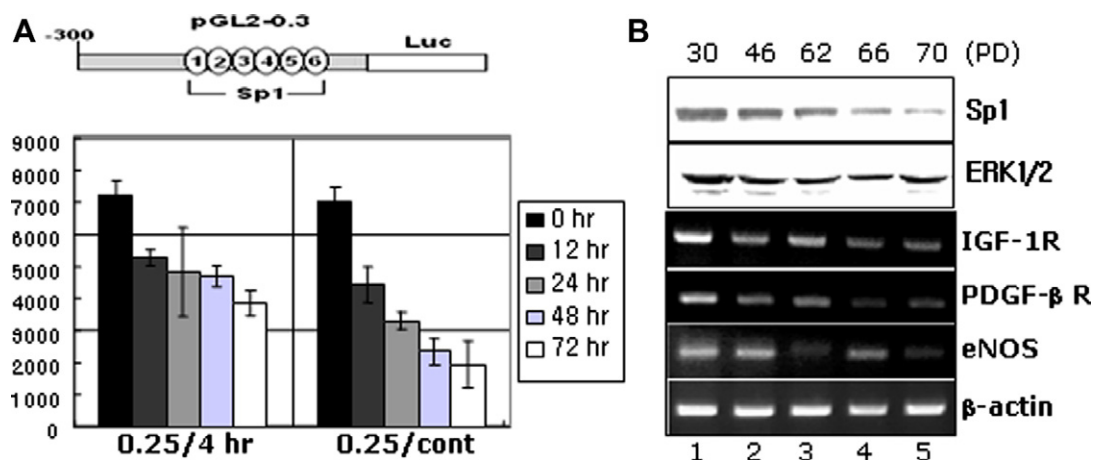 A
pGL2-0.3
-300
Luc
1 2 3 4 5 6
Sp1
9000
8000
7000
6000
5000
4000
3000
2000
1000
0
0.25/4 hr 0.25/cont
0 hr
12 hr
24 hr
48 hr
72 hr
B
30 46 62 66 70 (PD)
Sp1
ERK1/2
IGF-1R
PDGF-β R
eNOS
β-actin
1 2 3 4 5